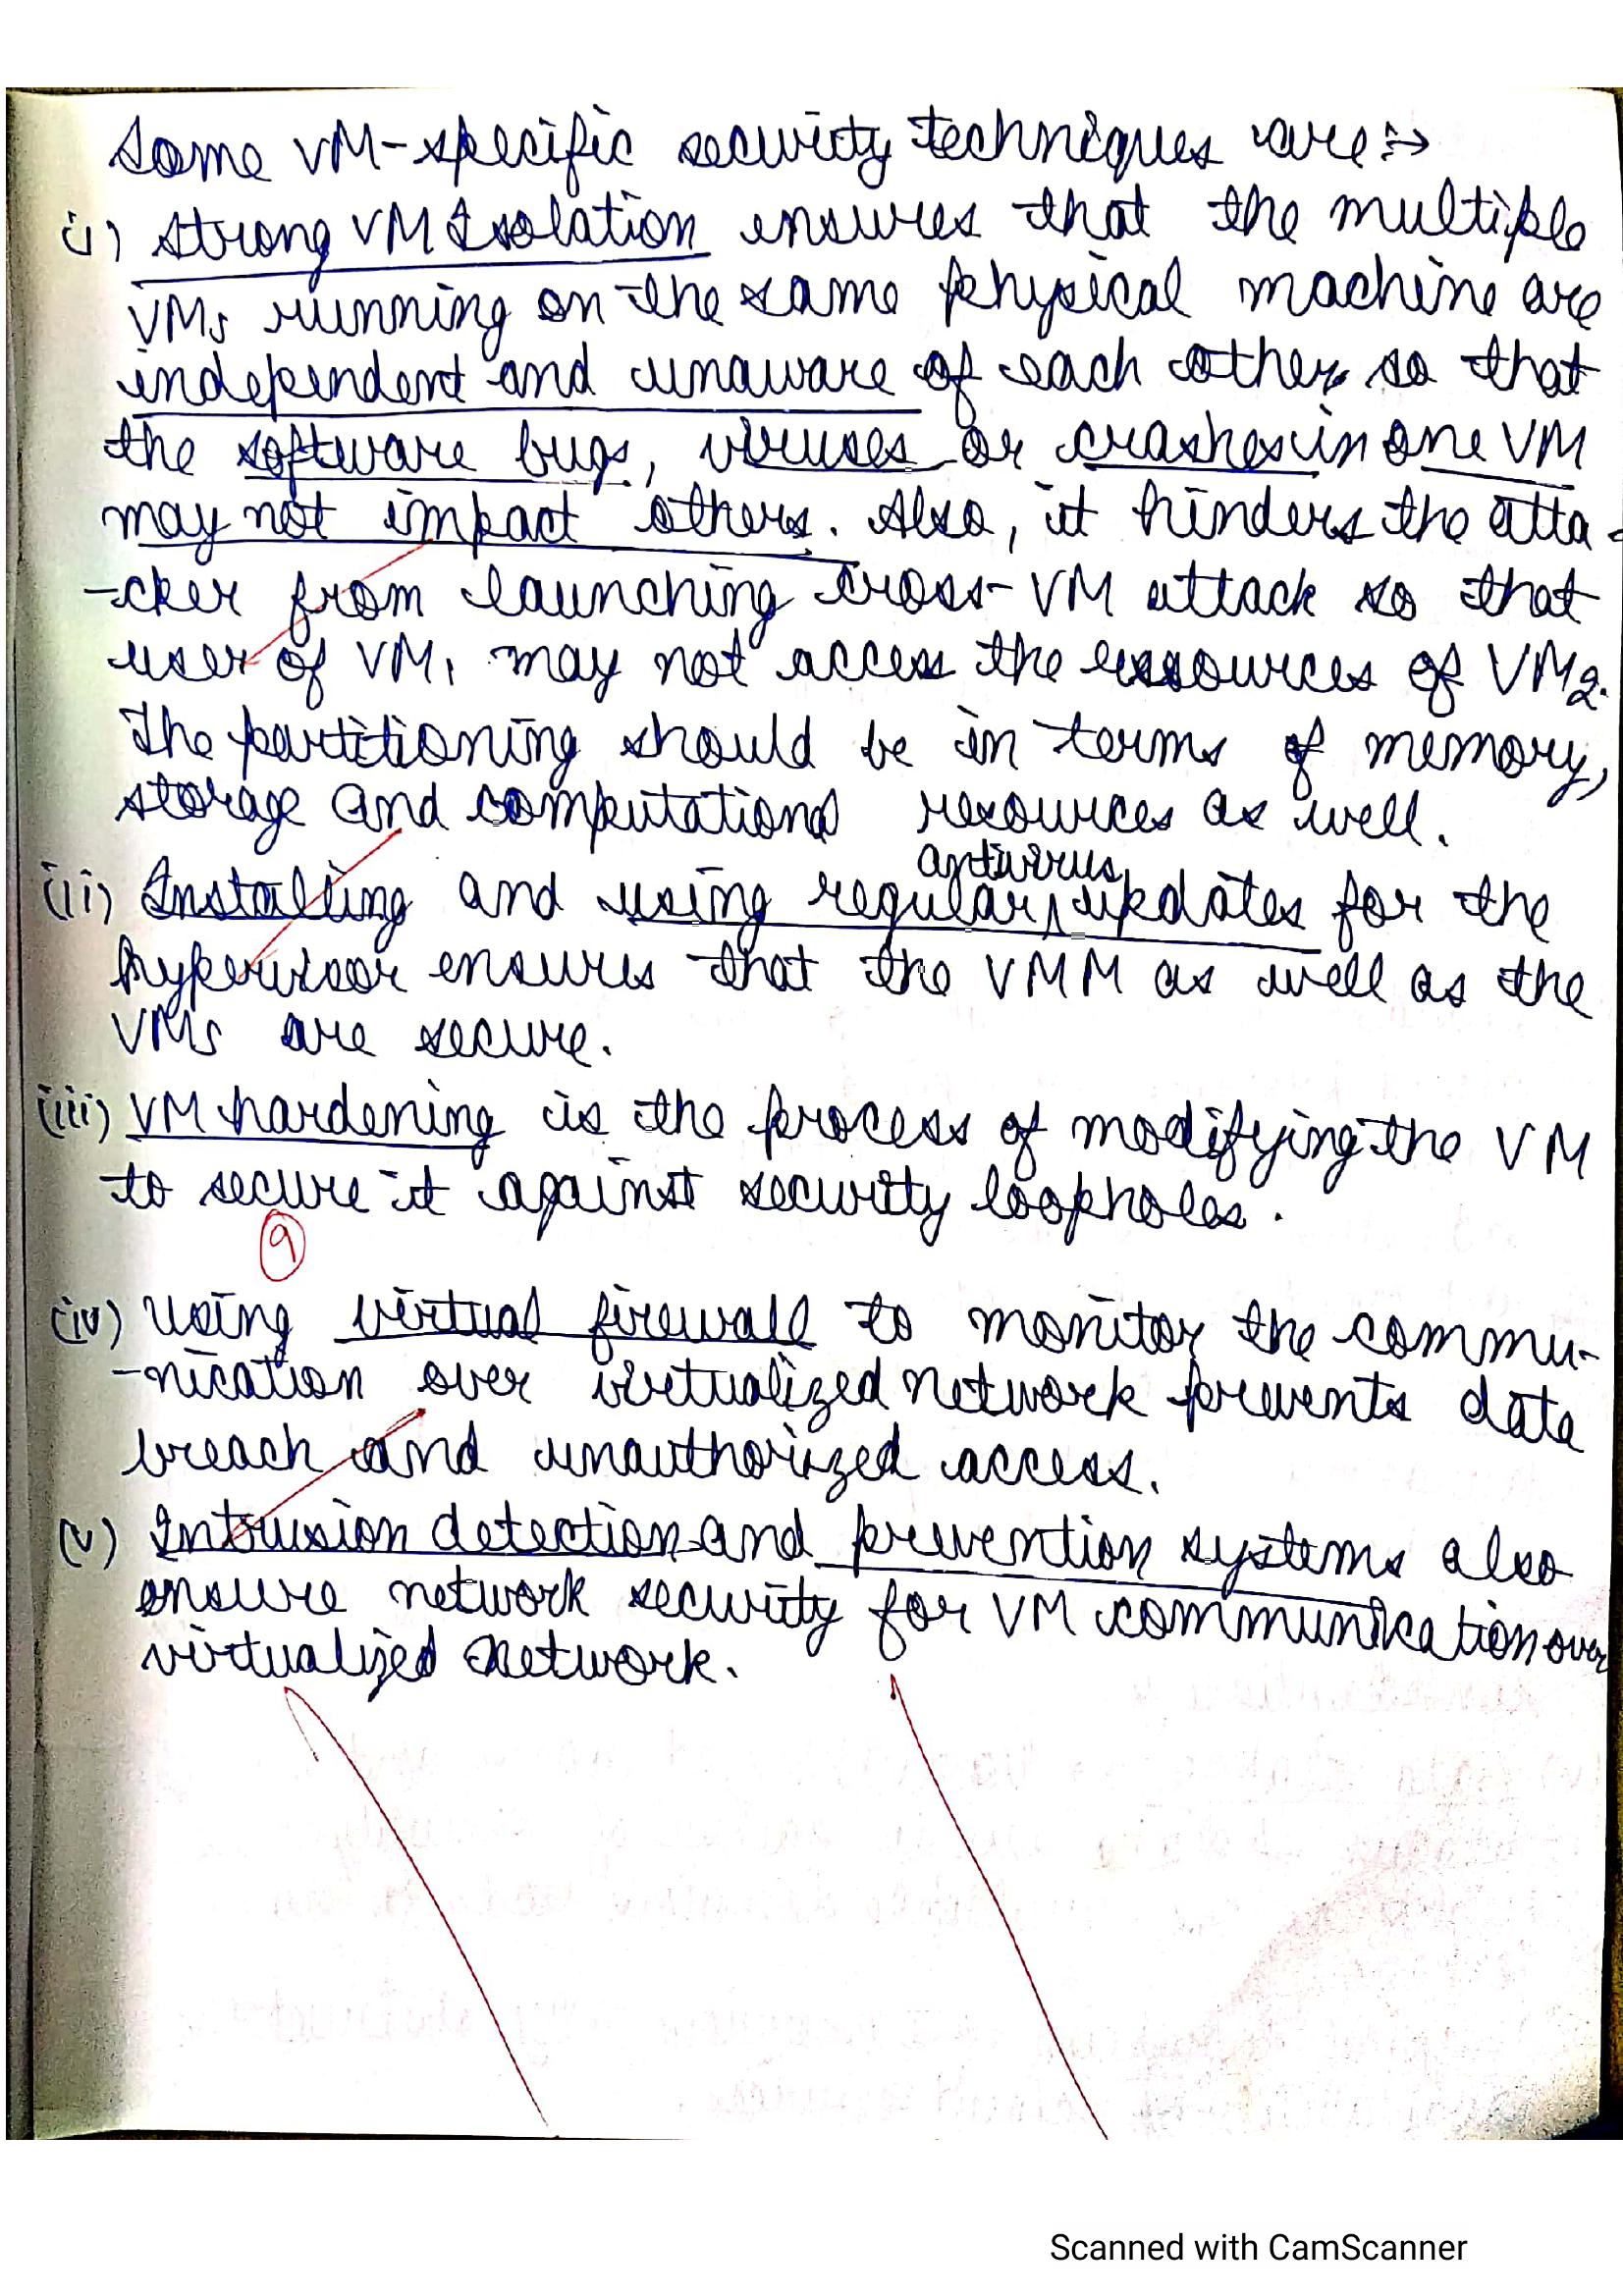 Some VM-specific security techniques are:→
(i) Strong VM Isolation ensures that the multiple
VMs running on the same physical machine are
independent and unaware of each other so that
the software bugs, viruses or crashes in one VM
may not impact others. Also, it hinders the atta-
-cker from launching cross-VM attack so that
user of VM1 may not access the resources of VM2.
The partitioning should be in terms of memory,
storage and computational resources as well.
antivirus
(ii) Installing and using regular updates for the
hypervisor ensures that the VMM as well as the
VMs are secure.
(iii) VM hardening is the process of modifying the VM
to secure it against security loopholes.
9
(iv) Using virtual firewall to monitor the commu-
-nication over virtualized network prevents data
breach and unauthorized access.
(v) Intrusion detection and prevention systems also
ensure network security for VM communication over
virtualized network.
Scanned with CamScanner